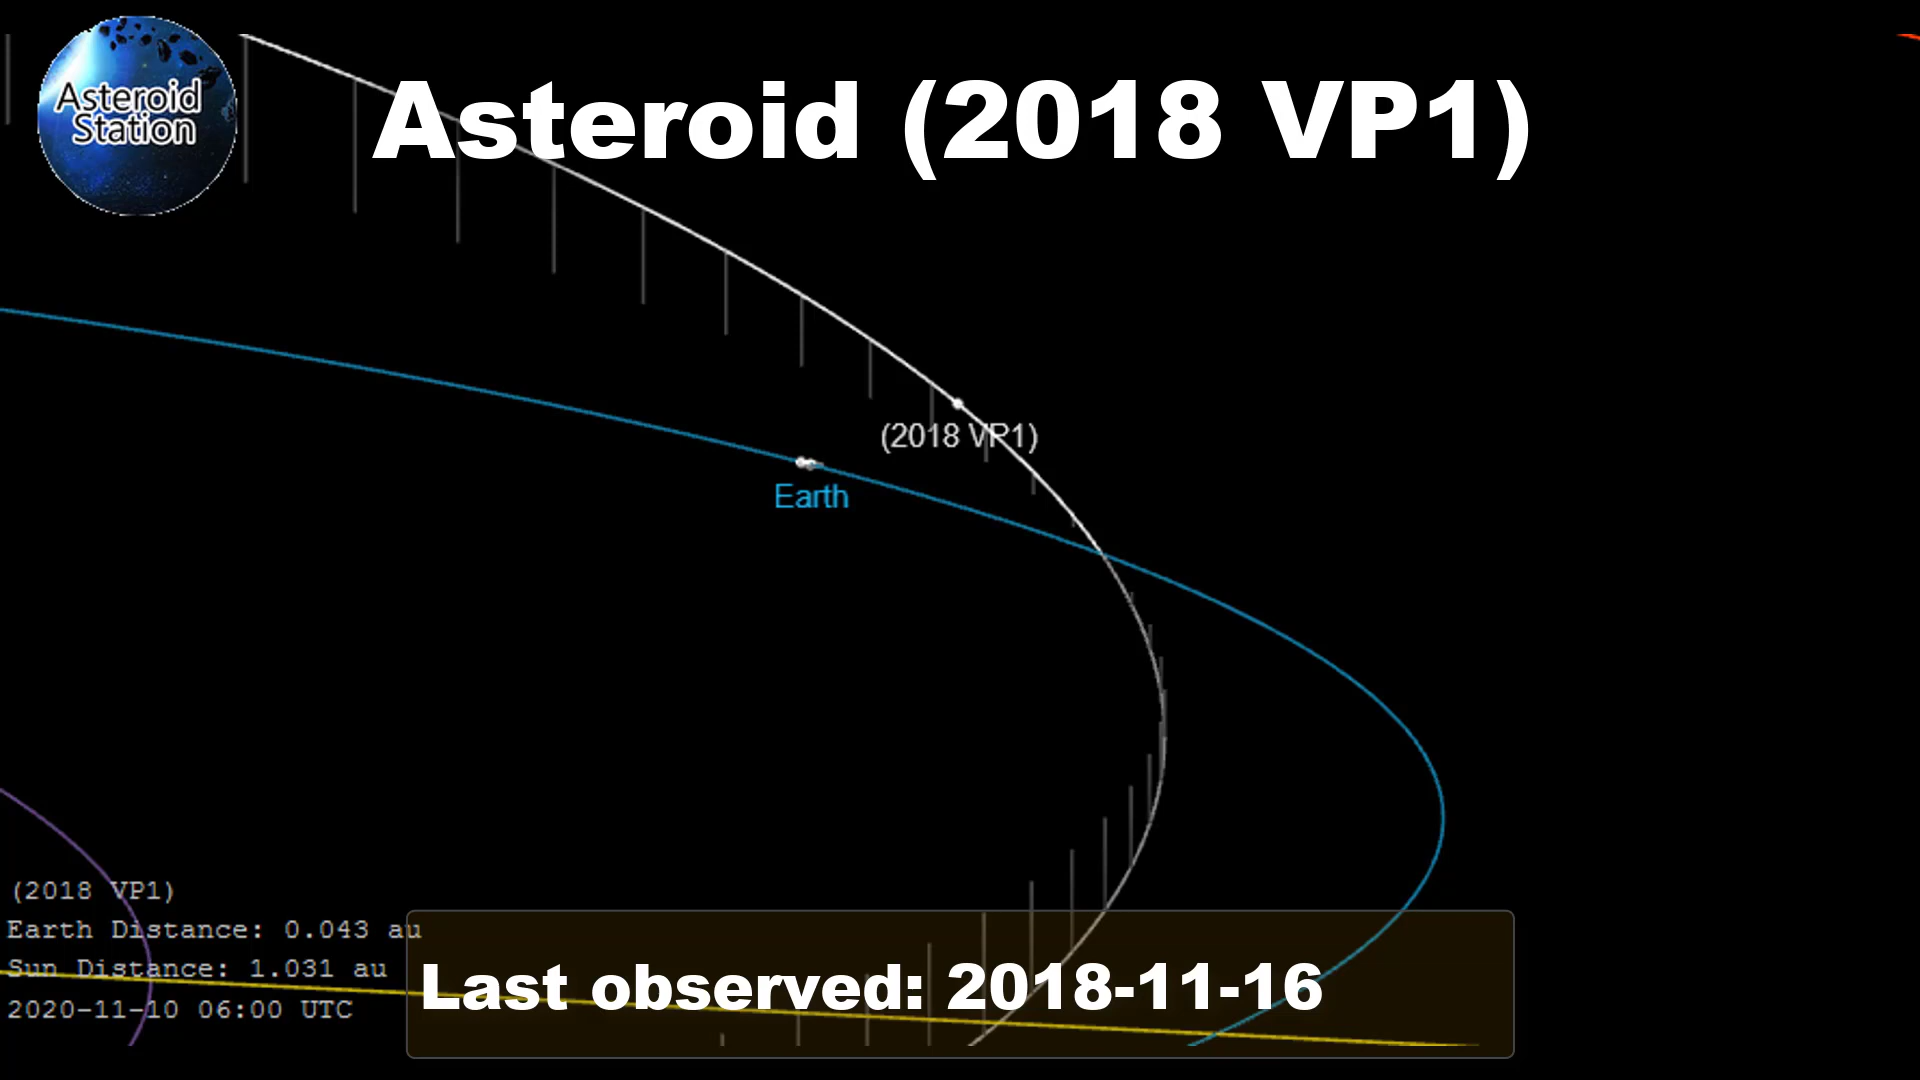 Asteroid
Station
Asteroid (2018 VP1)
(2018 VP1)
Earth
(2018 VP1)
Earth Distance: 0.043 au
Sun Distance: 1.031 au
2020-11-10 06:00 UTC
Last observed: 2018-11-16